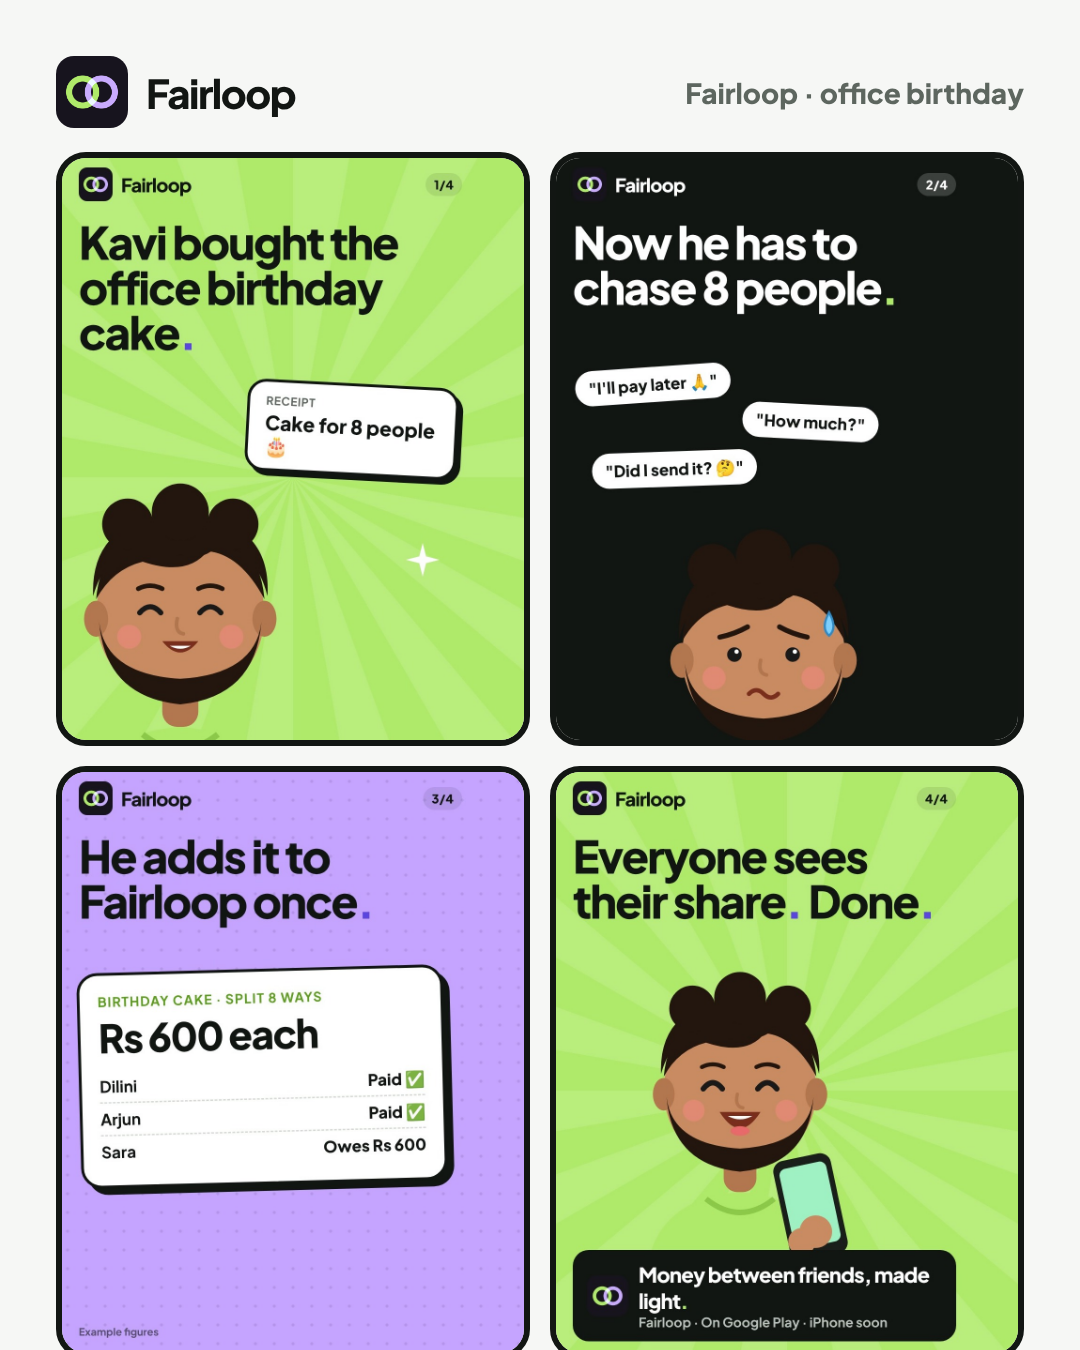 Fairloop
Fairloop · office birthday
Fairloop
1/4
Kavi bought the
office birthday
cake.
RECEIPT
Cake for 8 people
🎂
Fairloop
2/4
Now he has to
chase 8 people.
"I'll pay later 🙏"
"How much?"
"Did I send it? 🤔"
Fairloop
3/4
He adds it to
Fairloop once.
BIRTHDAY CAKE · SPLIT 8 WAYS
Rs 600 each
Dilini Paid ✅
Arjun Paid ✅
Sara Owes Rs 600
Example figures
Fairloop
4/4
Everyone sees
their share. Done.
Money between friends, made
light.
Fairloop · On Google Play · iPhone soon